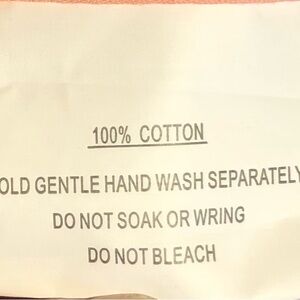 100% COTTON
OLD GENTLE HAND WASH SEPARATELY
DO NOT SOAK OR WRING
DO NOT BLEACH